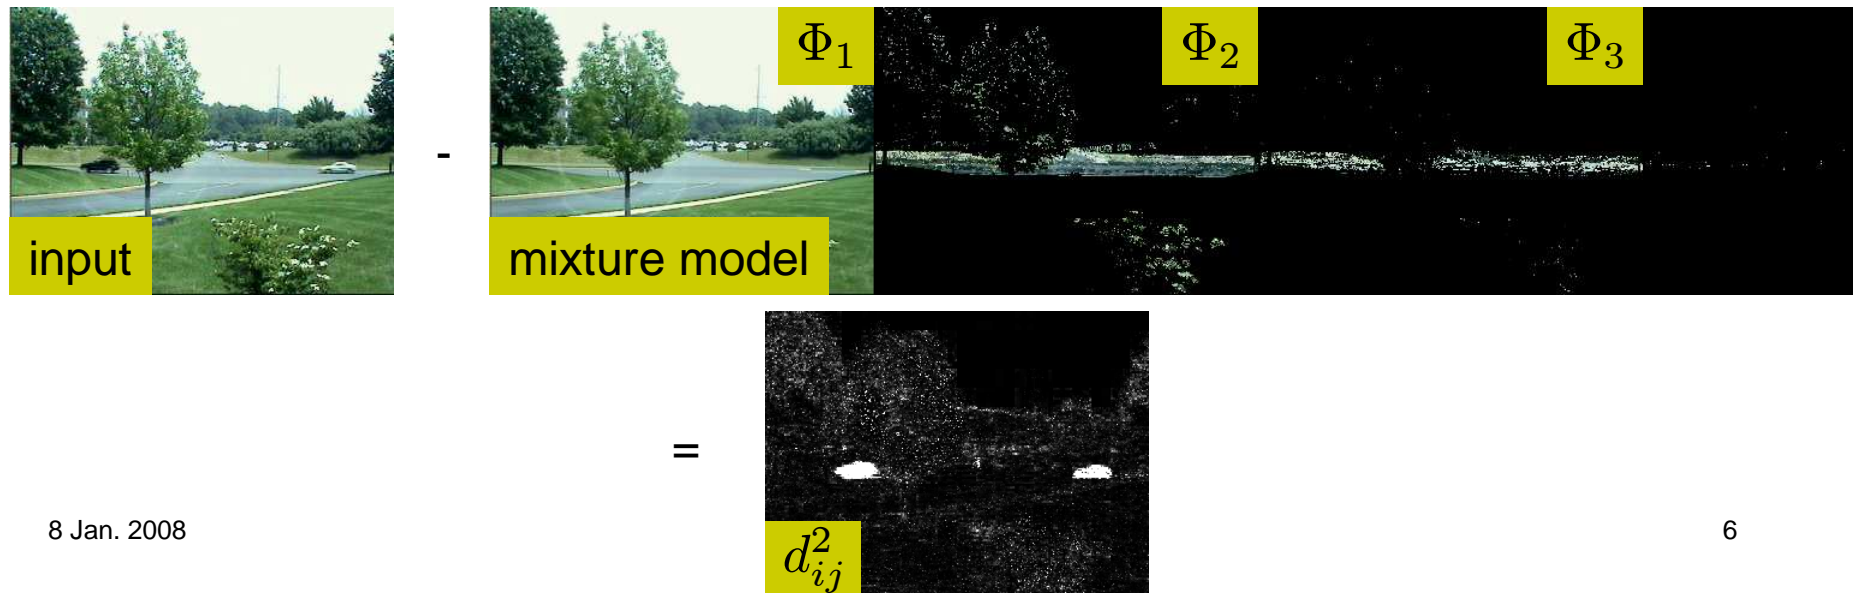 Φ₁ Φ₂ Φ₃
-
input
mixture model
=
8 Jan. 2008
6
d²ᵢⱼ